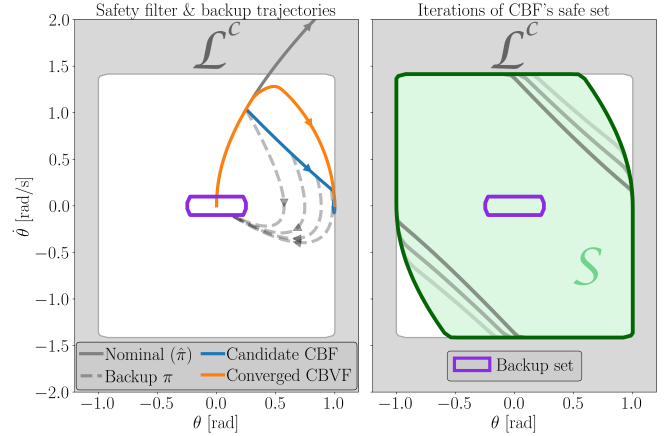 Safety filter & backup trajectories
Iterations of CBF's safe set
ℒᶜ
ℒᶜ
2.0
1.5
1.0
0.5
0.0
−0.5
−1.0
−1.5
−2.0
θ̇ [rad/s]
𝒮
Nominal (π̂)
Candidate CBF
Backup π
Converged CBVF
Backup set
−1.0
−0.5
0.0
0.5
1.0
−1.0
−0.5
0.0
0.5
1.0
θ [rad]
θ [rad]